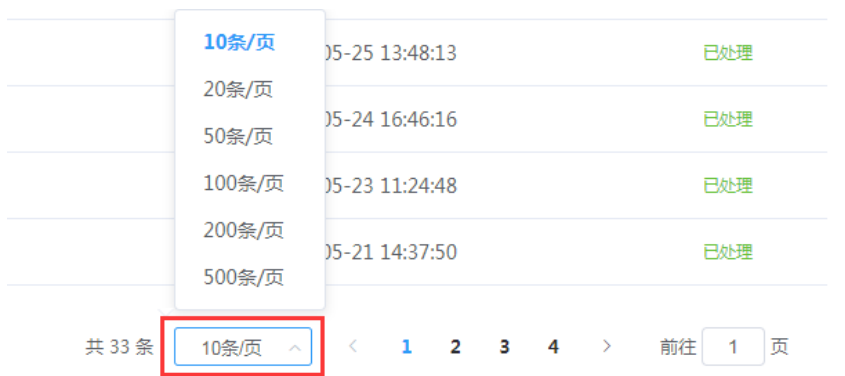 10条/页
20条/页
50条/页
100条/页
200条/页
500条/页
05-25 13:48:13 已处理
05-24 16:46:16 已处理
05-23 11:24:48 已处理
05-21 14:37:50 已处理
共 33 条 10条/页 1 2 3 4 前往 1 页